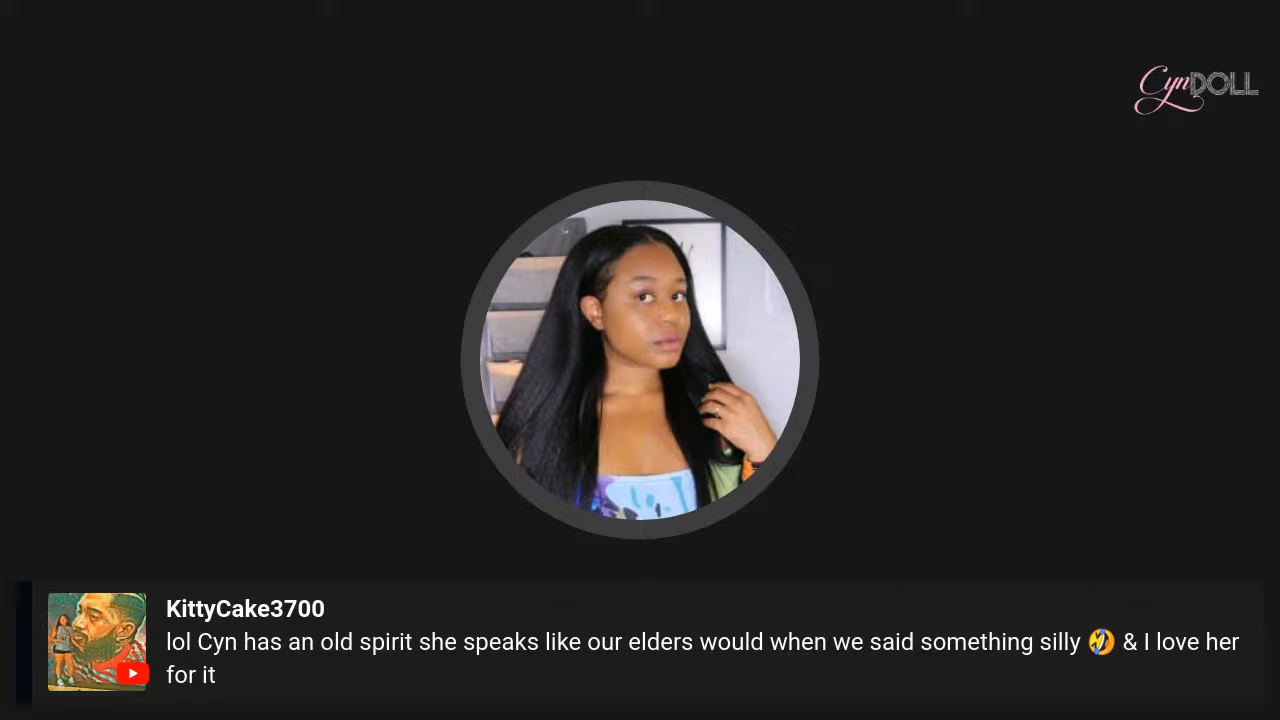 CynDOLL
KittyCake3700
lol Cyn has an old spirit she speaks like our elders would when we said something silly 🤣 & I love her
for it